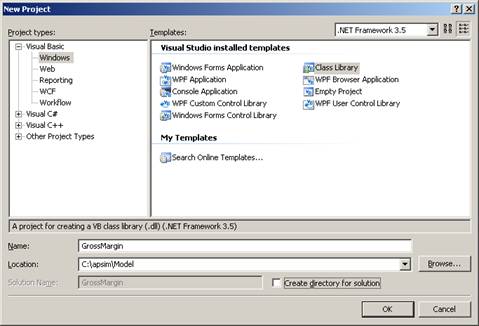 New Project
Project types:
Templates:
.NET Framework 3.5
Visual Basic
Windows
Web
Reporting
WCF
Workflow
Visual C#
Visual C++
Other Project Types
Visual Studio installed templates
Windows Forms Application
Class Library
WPF Application
WPF Browser Application
Console Application
Empty Project
WPF Custom Control Library
WPF User Control Library
Windows Forms Control Library
My Templates
Search Online Templates...
A project for creating a VB class library (.dll) (.NET Framework 3.5)
Name:
GrossMargin
Location:
C:\apsim\Model
Browse...
Solution Name:
GrossMargin
Create directory for solution
OK
Cancel